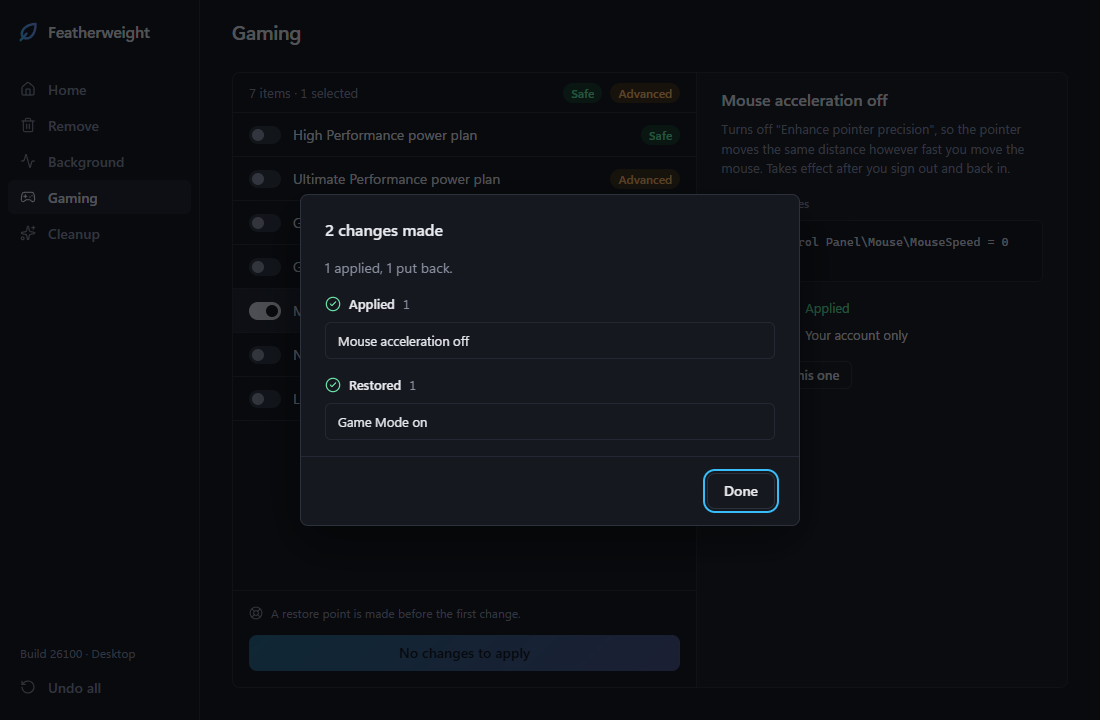 Featherweight
Home
Remove
Background
Gaming
Cleanup
Build 26100 · Desktop
Undo all
Gaming
7 items · 1 selected
Safe
Advanced
High Performance power plan
Safe
Ultimate Performance power plan
Advanced
Mouse acceleration off
Turns off "Enhance pointer precision", so the pointer
moves the same distance however fast you move the
mouse. Takes effect after you sign out and back in.
Panel\Mouse\MouseSpeed = 0
Applied
Your account only
this one
2 changes made
1 applied, 1 put back.
Applied 1
Mouse acceleration off
Restored 1
Game Mode on
Done
A restore point is made before the first change.
No changes to apply